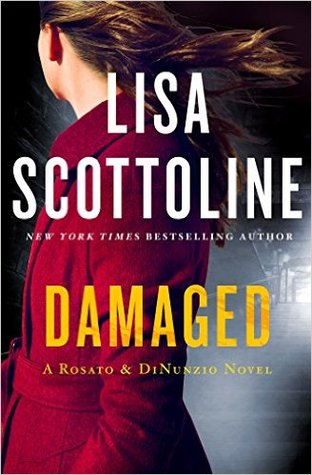 LISA
SCOTTOLINE
NEW YORK TIMES BESTSELLING AUTHOR
DAMAGED
A ROSATO & DINUNZIO NOVEL